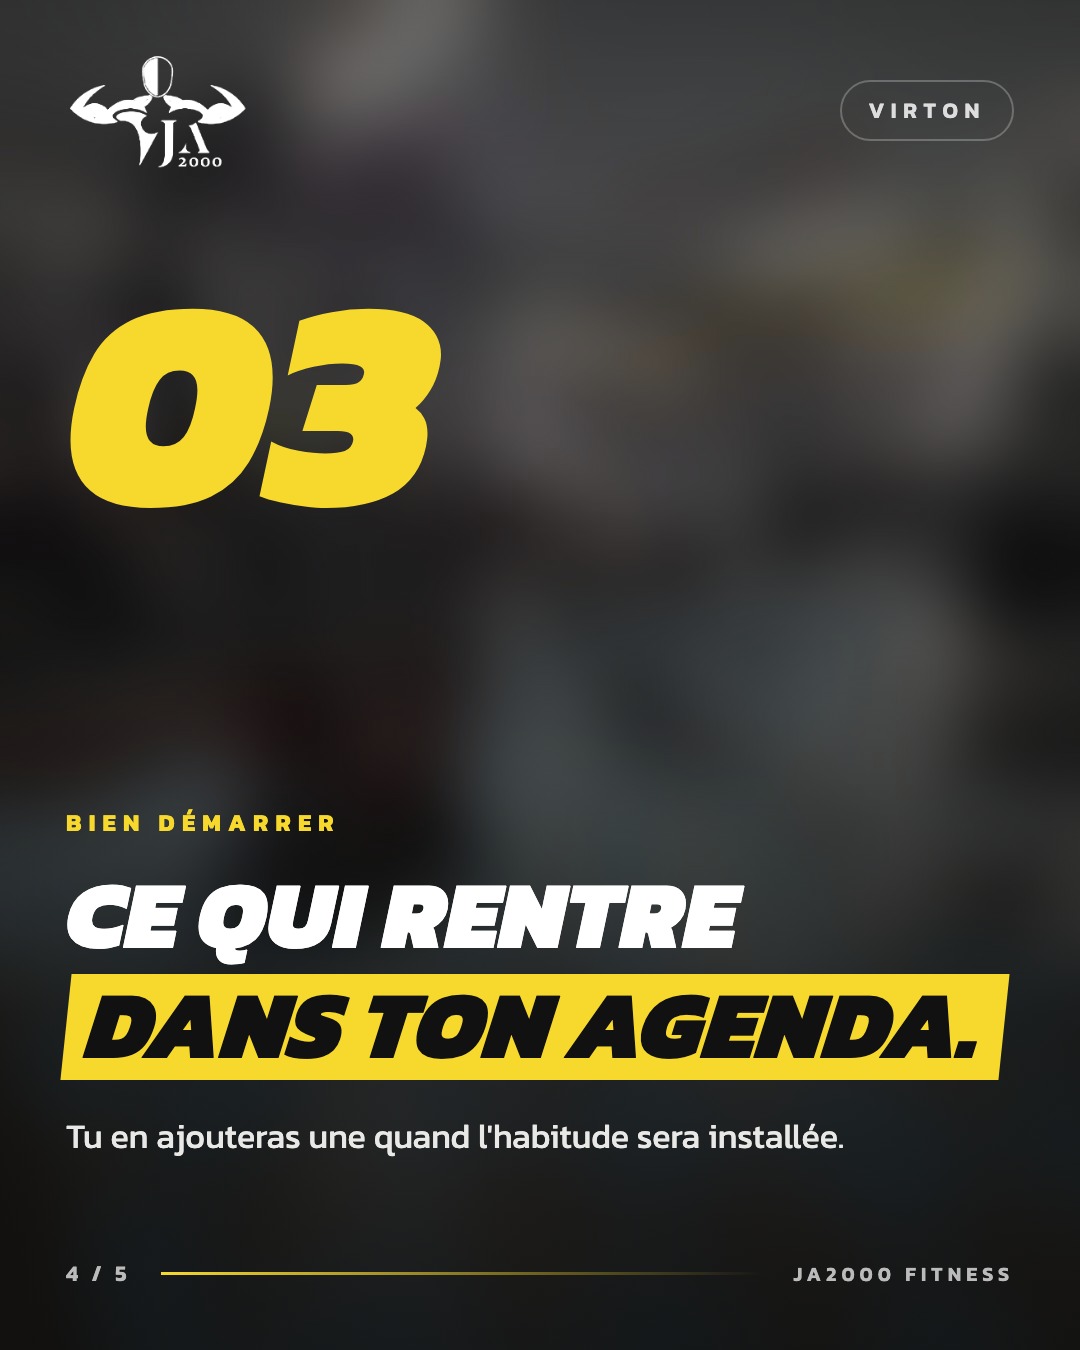 JA
2000
VIRTON
03
BIEN DÉMARRER
CE QUI RENTRE
DANS TON AGENDA.
Tu en ajouteras une quand l'habitude sera installée.
4 / 5
JA2000 FITNESS